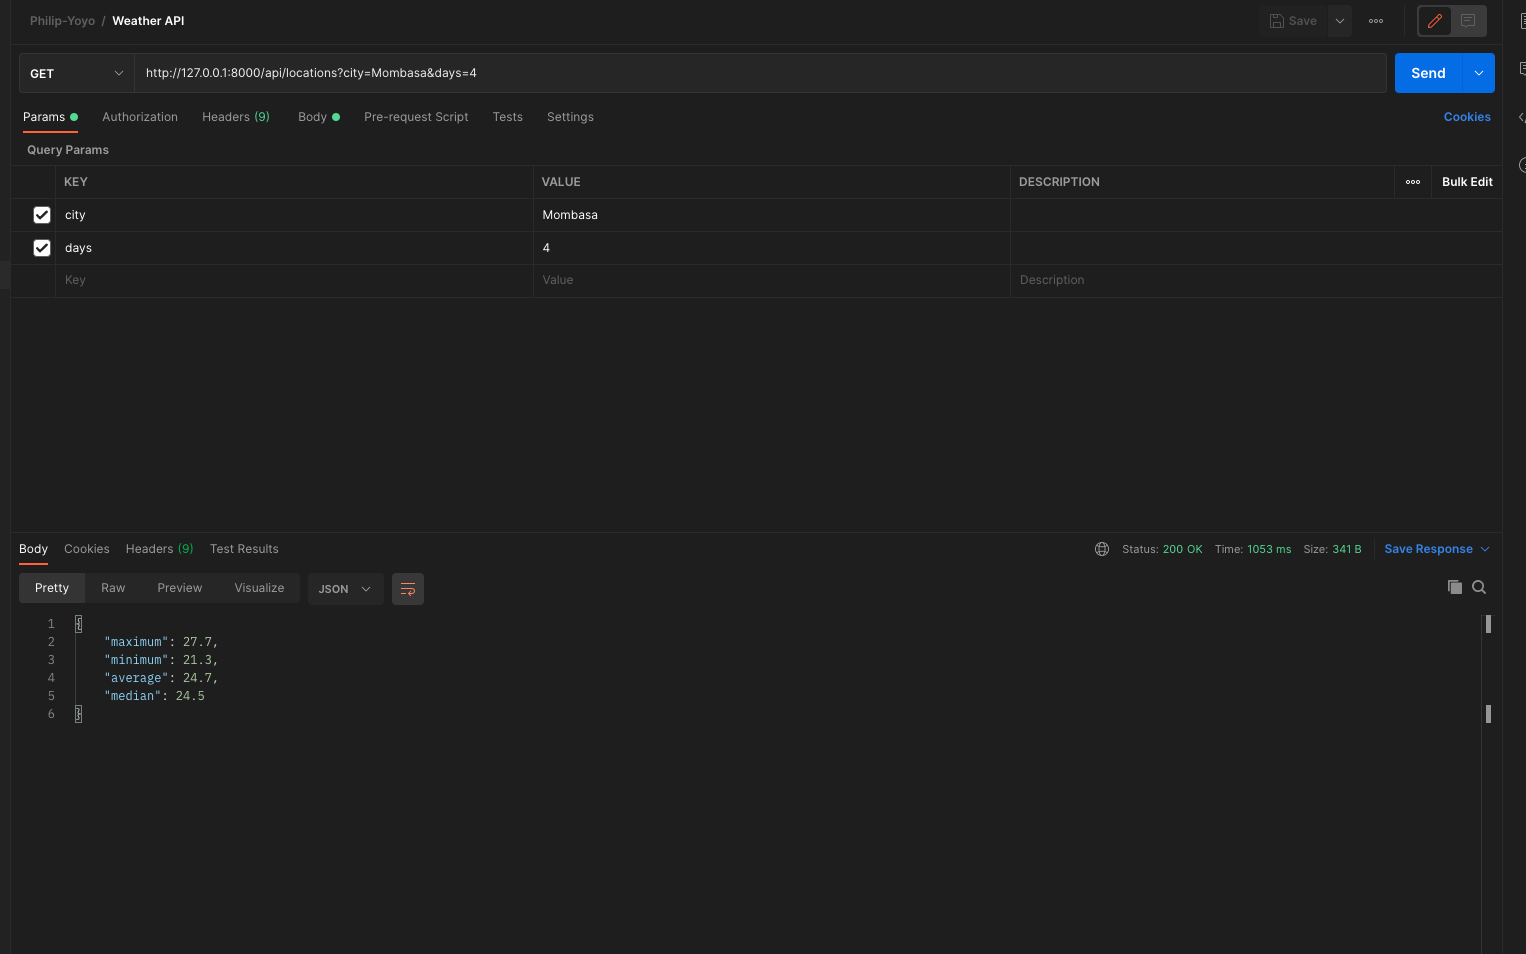 Philip-Yoyo / Weather API
Save
GET http://127.0.0.1:8000/api/locations?city=Mombasa&days=4 Send
Params Authorization Headers (9) Body Pre-request Script Tests Settings Cookies
Query Params
KEY VALUE DESCRIPTION Bulk Edit
city Mombasa
days 4
Key Value Description
Body Cookies Headers (9) Test Results Status: 200 OK Time: 1053 ms Size: 341 B Save Response
Pretty Raw Preview Visualize JSON
1 {
2 "maximum": 27.7,
3 "minimum": 21.3,
4 "average": 24.7,
5 "median": 24.5
6 }